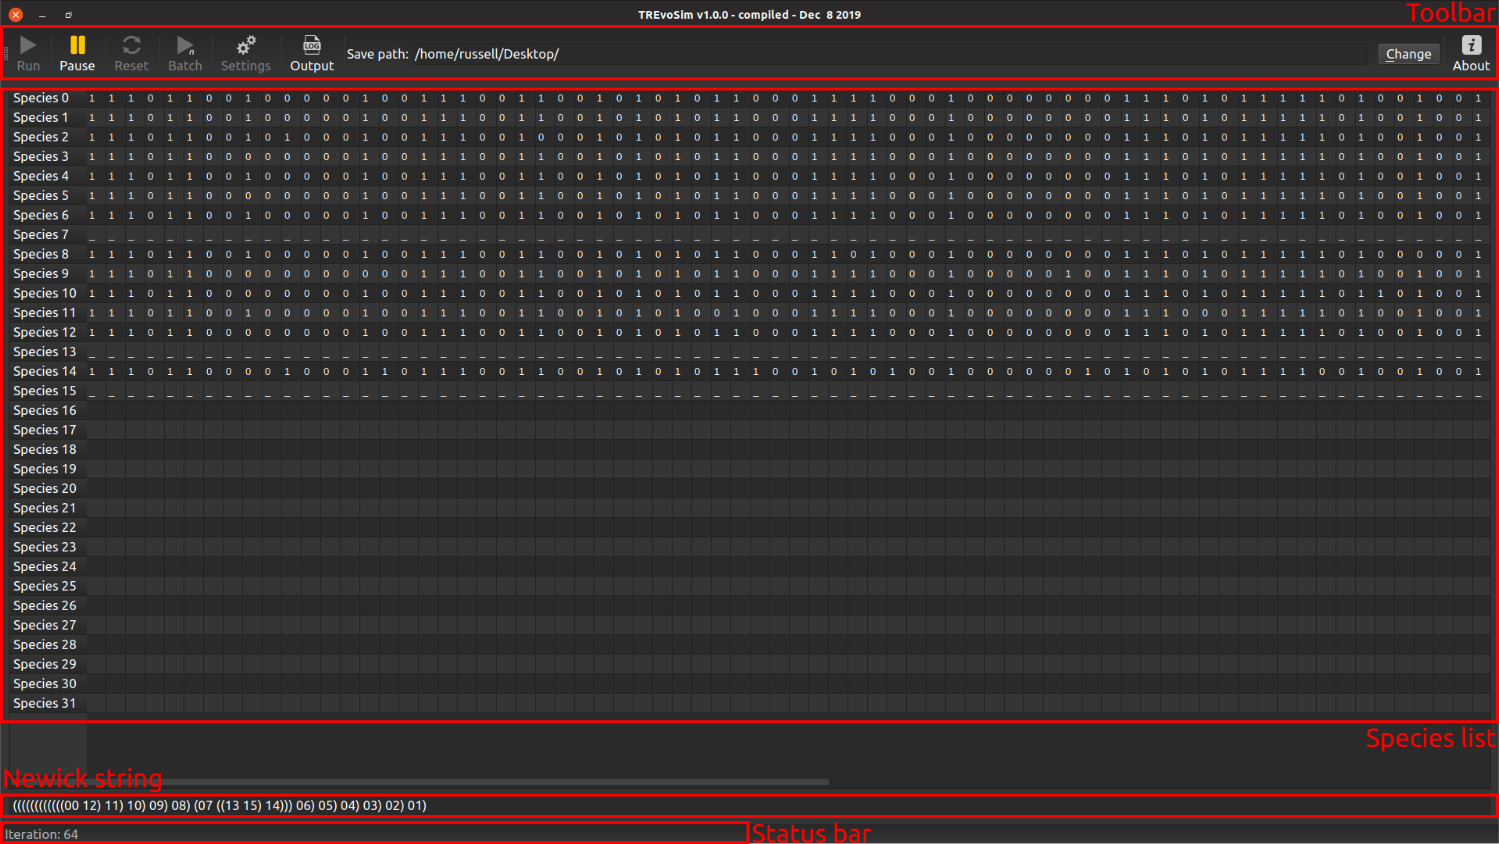 TREvoSim v1.0.0 - compiled - Dec 8 2019
Toolbar
Run Pause Reset Batch Settings Output Save path: /home/russell/Desktop/ Change About
Species 0 1 1 1 0 1 1 0 0 1 0 0 0 0 0 1 0 0 1 1 1 0 0 1 1 0 0 1 0 1 0 1 0 1 1 0 0 0 1 1 1 1 0 0 0 1 0 0 0 0 0 0 0 0 1 1 1 0 1 0 1 1 1 1 1 0 1 0 0 1 0 0 1
Species 1 1 1 1 0 1 1 0 0 1 0 0 0 0 0 1 0 0 1 1 1 0 0 1 1 0 0 1 0 1 0 1 0 1 1 0 0 0 1 1 1 1 0 0 0 1 0 0 0 0 0 0 0 0 1 1 1 0 1 0 1 1 1 1 1 0 1 0 0 1 0 0 1
Species 2 1 1 1 0 1 1 0 0 1 0 1 0 0 0 1 0 0 1 1 1 0 0 1 0 0 0 1 0 1 0 1 0 1 1 0 0 0 1 1 1 1 0 0 0 1 0 0 0 0 0 0 0 0 1 1 1 0 1 0 1 1 1 1 1 0 1 0 0 1 0 0 1
Species 3 1 1 1 0 1 1 0 0 0 0 0 0 0 0 1 0 0 1 1 1 0 0 1 1 0 0 1 0 1 0 1 0 1 1 0 0 0 1 1 1 1 0 0 0 1 0 0 0 0 0 0 0 0 1 1 1 0 1 0 1 1 1 1 1 0 1 0 0 1 0 0 1
Species 4 1 1 1 0 1 1 0 0 1 0 0 0 0 0 1 0 0 1 1 1 0 0 1 1 0 0 1 0 1 0 1 0 1 1 0 0 0 1 1 1 1 0 0 0 1 0 0 0 0 0 0 0 0 1 1 1 0 1 0 1 1 1 1 1 0 1 0 0 1 0 0 1
Species 5 1 1 1 0 1 1 0 0 0 0 0 0 0 0 1 0 0 1 1 1 0 0 1 1 0 0 1 0 1 0 1 0 1 1 0 0 0 1 1 1 1 0 0 0 1 0 0 0 0 0 0 0 0 1 1 1 0 1 0 1 1 1 1 1 0 1 0 0 1 0 0 1
Species 6 1 1 1 0 1 1 0 0 1 0 0 0 0 0 1 0 0 1 1 1 0 0 1 1 0 0 1 0 1 0 1 0 1 1 0 0 0 1 1 1 1 0 0 0 1 0 0 0 0 0 0 0 0 1 1 1 0 1 0 1 1 1 1 1 0 1 0 0 1 0 0 1
Species 7 _ _ _ _ _ _ _ _ _ _ _ _ _ _ _ _ _ _ _ _ _ _ _ _ _ _ _ _ _ _ _ _ _ _ _ _ _ _ _ _ _ _ _ _ _ _ _ _ _ _ _ _ _ _ _ _ _ _ _ _ _ _ _ _ _ _ _ _ _ _ _ _
Species 8 1 1 1 0 1 1 0 0 1 0 0 0 0 0 1 0 0 1 1 1 0 0 1 1 0 0 1 0 1 0 1 0 1 1 0 0 0 1 1 0 1 0 0 0 1 0 0 0 0 0 0 0 0 1 1 1 0 1 0 1 1 1 1 1 0 1 0 0 0 0 0 1
Species 9 1 1 1 0 1 1 0 0 1 0 0 0 0 0 0 0 0 1 1 1 0 0 1 1 0 0 1 0 1 0 1 0 1 1 0 0 0 1 1 1 1 0 0 0 1 0 0 0 0 0 1 0 0 1 1 1 0 1 0 1 1 1 1 1 0 1 0 0 1 0 0 1
Species 10 1 1 1 0 1 1 0 0 0 0 0 0 0 0 1 0 0 1 1 1 0 0 1 1 0 0 1 0 1 0 1 0 1 1 0 0 0 1 1 1 1 0 0 0 1 0 0 0 0 0 0 0 0 1 1 1 0 1 0 1 1 1 1 1 0 1 1 0 1 0 0 1
Species 11 1 1 1 0 1 1 0 0 1 0 0 0 0 0 1 0 0 1 1 1 0 0 1 1 0 0 1 0 1 0 1 0 0 1 0 0 0 1 1 1 1 0 0 0 1 0 0 0 0 0 0 0 0 1 1 1 0 0 0 1 1 1 1 1 0 1 0 0 1 0 0 1
Species 12 1 1 1 0 1 1 0 0 0 0 0 0 0 0 1 0 0 1 1 1 0 0 1 1 0 0 1 0 1 0 1 0 1 1 0 0 0 1 1 1 1 0 0 0 1 0 0 0 0 0 0 0 0 1 1 1 0 1 0 1 1 1 1 1 0 1 0 0 1 0 0 1
Species 13 _ _ _ _ _ _ _ _ _ _ _ _ _ _ _ _ _ _ _ _ _ _ _ _ _ _ _ _ _ _ _ _ _ _ _ _ _ _ _ _ _ _ _ _ _ _ _ _ _ _ _ _ _ _ _ _ _ _ _ _ _ _ _ _ _ _ _ _ _ _ _ _
Species 14 1 1 1 0 1 1 0 0 0 0 1 0 0 0 1 1 0 1 1 1 0 0 1 1 0 0 1 0 1 0 1 0 1 1 1 0 0 1 0 1 0 1 0 0 1 0 0 0 0 0 0 1 0 1 0 1 0 1 0 1 1 1 1 0 0 1 0 0 1 0 0 1
Species 15 _ _ _ _ _ _ _ _ _ _ _ _ _ _ _ _ _ _ _ _ _ _ _ _ _ _ _ _ _ _ _ _ _ _ _ _ _ _ _ _ _ _ _ _ _ _ _ _ _ _ _ _ _ _ _ _ _ _ _ _ _ _ _ _ _ _ _ _ _ _ _ _
Species 16
Species 17
Species 18
Species 19
Species 20
Species 21
Species 22
Species 23
Species 24
Species 25
Species 26
Species 27
Species 28
Species 29
Species 30
Species 31
Species list
Newick string
((((((((((((00 12) 11) 10) 09) 08) (07 ((13 15) 14))) 06) 05) 04) 03) 02) 01)
Iteration: 64
Status bar